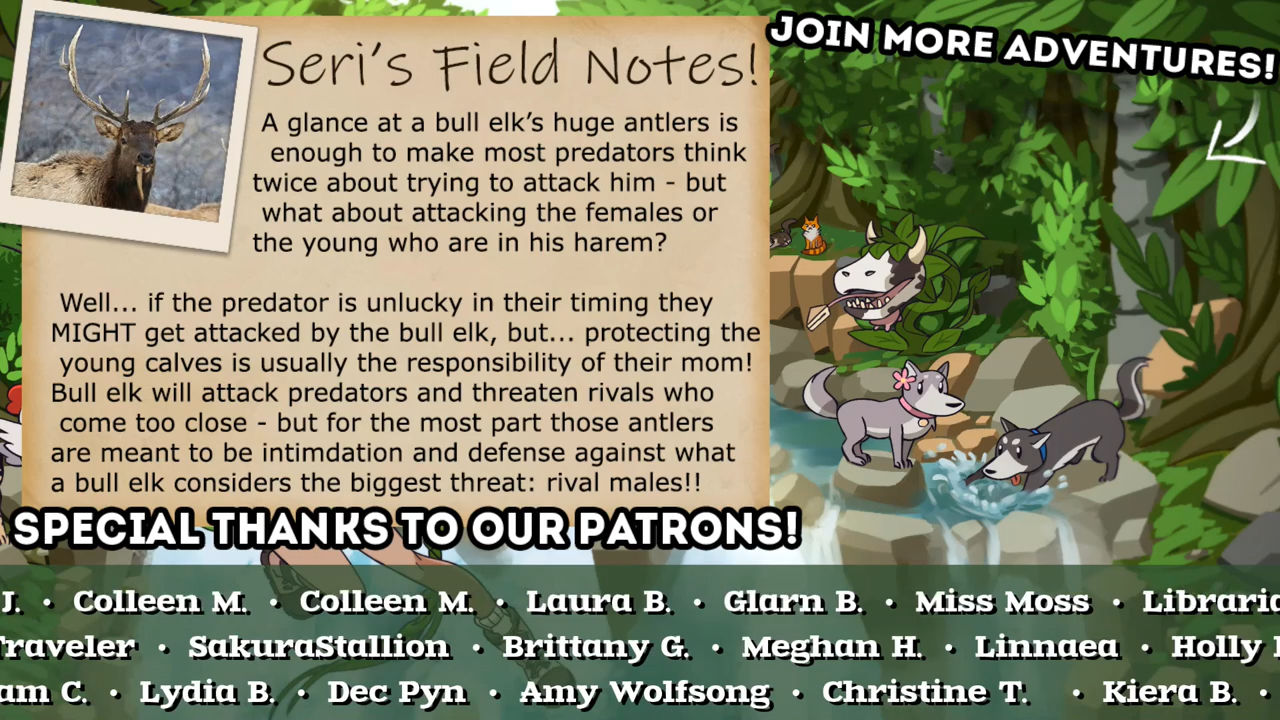 Seri's Field Notes!
JOIN MORE ADVENTURES!
A glance at a bull elk's huge antlers is
enough to make most predators think
twice about trying to attack him - but
what about attacking the females or
the young who are in his harem?
Well... if the predator is unlucky in their timing they
MIGHT get attacked by the bull elk, but... protecting the
young calves is usually the responsibility of their mom!
Bull elk will attack predators and threaten rivals who
come too close - but for the most part those antlers
are meant to be intimdation and defense against what
a bull elk considers the biggest threat: rival males!!
SPECIAL THANKS TO OUR PATRONS!
J. • Colleen M. • Colleen M. • Laura B. • Glarn B. • Miss Moss •
Traveler • SakuraStallion • Brittany G. • Meghan H. • Linnaea • Holly
am C. • Lydia B. • Dec Pyn • Amy Wolfsong • Christine T. • Kiera B. •